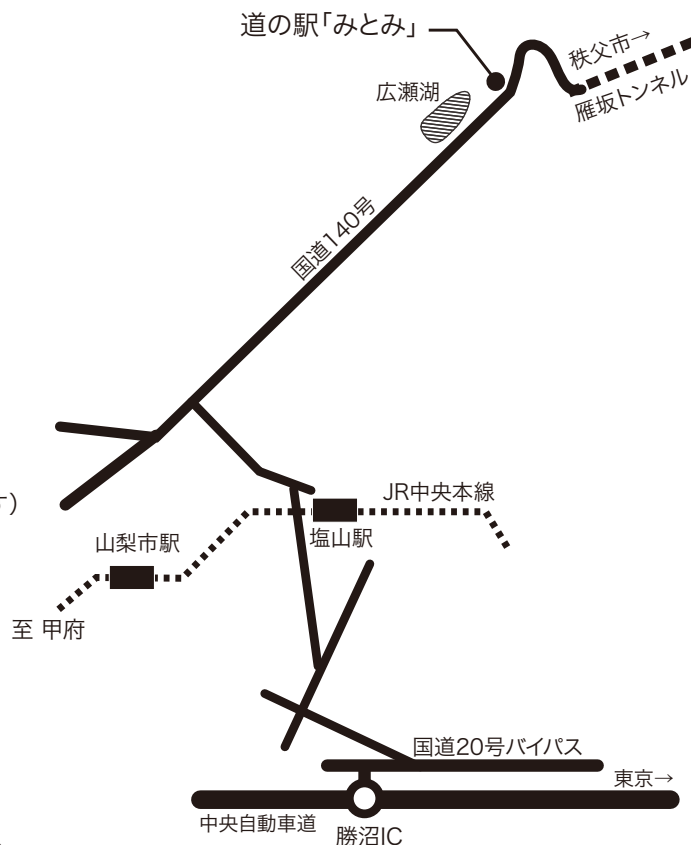 道の駅「みとみ」
秩父市→
広瀬湖
雁坂トンネル
国道140号
す)
JR中央本線
山梨市駅
塩山駅
至 甲府
国道20号バイパス
東京→
中央自動車道
勝沼IC